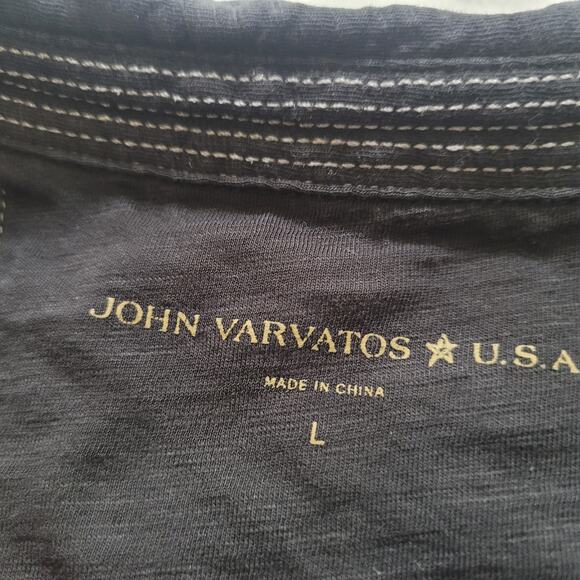 JOHN VARVATOS ★ U.S.A
MADE IN CHINA
L